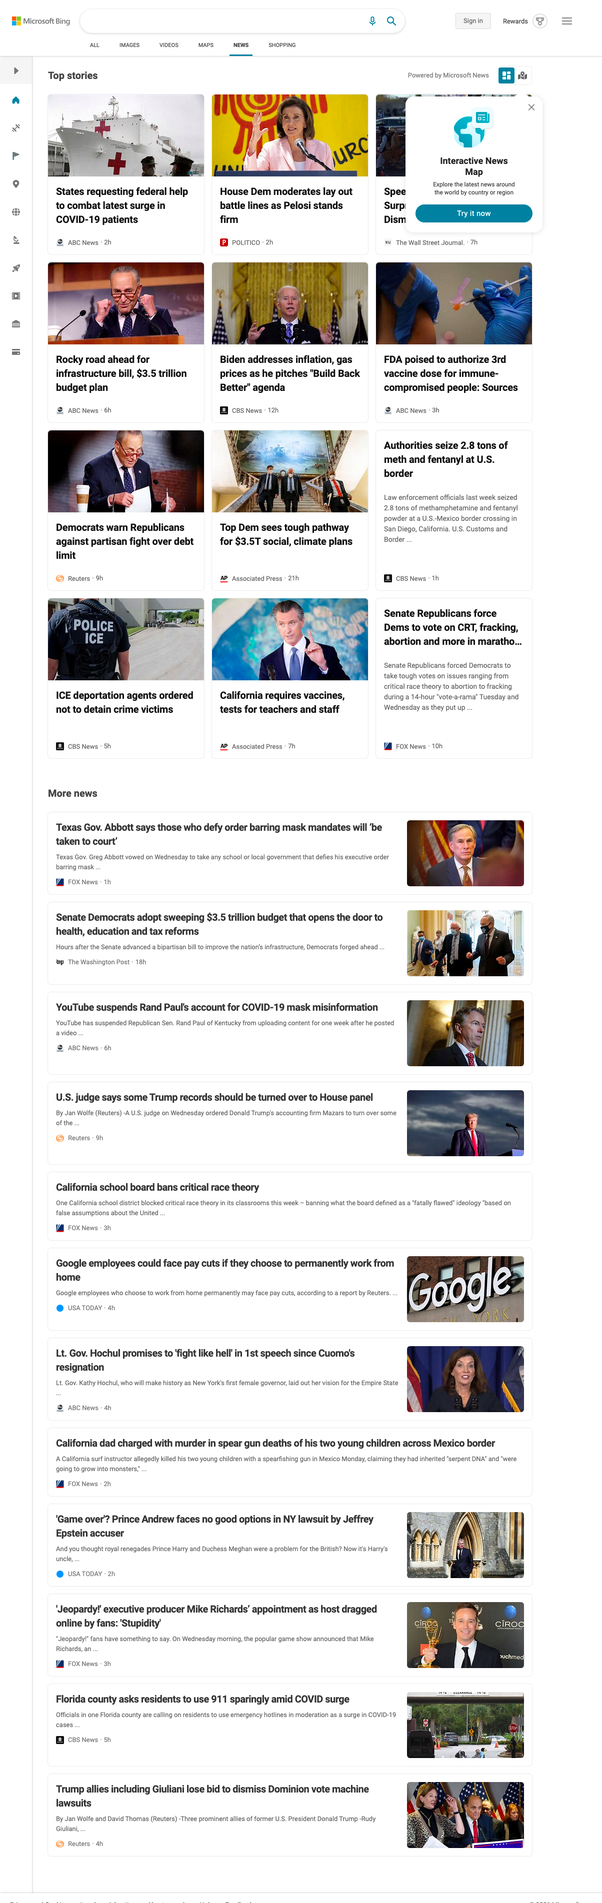 Microsoft Bing
Sign in
Rewards
ALL
IMAGES
VIDEOS
MAPS
NEWS
SHOPPING
Top stories
Powered by Microsoft News
Interactive News
Map
Explore the latest news around
the world by country or region
Try it now
States requesting federal help
to combat latest surge in
COVID-19 patients
ABC News · 2h
House Dem moderates lay out
battle lines as Pelosi stands
firm
POLITICO · 2h
Spee
Surp
Dism
The Wall Street Journal. · 7h
Rocky road ahead for
infrastructure bill, $3.5 trillion
budget plan
ABC News · 6h
Biden addresses inflation, gas
prices as he pitches "Build Back
Better" agenda
CBS News · 12h
FDA poised to authorize 3rd
vaccine dose for immune-
compromised people: Sources
ABC News · 3h
Democrats warn Republicans
against partisan fight over debt
limit
Reuters · 9h
Top Dem sees tough pathway
for $3.5T social, climate plans
AP
Associated Press · 21h
Authorities seize 2.8 tons of
meth and fentanyl at U.S.
border
Law enforcement officials last week seized
2.8 tons of methamphetamine and fentanyl
powder at a U.S.-Mexico border crossing in
San Diego, California. U.S. Customs and
Border ...
CBS News · 1h
POLICE
ICE
ICE deportation agents ordered
not to detain crime victims
CBS News · 5h
California requires vaccines,
tests for teachers and staff
AP
Associated Press · 7h
Senate Republicans force
Dems to vote on CRT, fracking,
abortion and more in maratho...
Senate Republicans forced Democrats to
take tough votes on issues ranging from
critical race theory to abortion to fracking
during a 14-hour "vote-a-rama" Tuesday and
Wednesday as they put up ...
FOX News · 10h
More news
Texas Gov. Abbott says those who defy order barring mask mandates will 'be
taken to court'
Texas Gov. Greg Abbott vowed on Wednesday to take any school or local government that defies his executive order
barring mask ...
FOX News · 1h
Senate Democrats adopt sweeping $3.5 trillion budget that opens the door to
health, education and tax reforms
Hours after the Senate advanced a bipartisan bill to improve the nation's infrastructure, Democrats forged ahead ...
The Washington Post · 18h
YouTube suspends Rand Paul's account for COVID-19 mask misinformation
YouTube has suspended Republican Sen. Rand Paul of Kentucky from uploading content for one week after he posted
a video ...
ABC News · 6h
U.S. judge says some Trump records should be turned over to House panel
By Jan Wolfe (Reuters) -A U.S. judge on Wednesday ordered Donald Trump's accounting firm Mazars to turn over some
of the ...
Reuters · 9h
California school board bans critical race theory
One California school district blocked critical race theory in its classrooms this week – banning what the board defined as a "fatally flawed" ideology "based on
false assumptions about the United ...
FOX News · 3h
Google employees could face pay cuts if they choose to permanently work from
home
Google employees who choose to work from home permanently may face pay cuts, according to a report by Reuters. ...
USA TODAY · 4h
Google
Lt. Gov. Hochul promises to 'fight like hell' in 1st speech since Cuomo's
resignation
Lt. Gov. Kathy Hochul, who will make history as New York's first female governor, laid out her vision for the Empire State
...
ABC News · 4h
California dad charged with murder in spear gun deaths of his two young children across Mexico border
A California surf instructor allegedly killed his two young children with a spearfishing gun in Mexico Monday, claiming they had inherited "serpent DNA" and "were
going to grow into monsters," ...
FOX News · 2h
'Game over'? Prince Andrew faces no good options in NY lawsuit by Jeffrey
Epstein accuser
And you thought royal renegades Prince Harry and Duchess Meghan were a problem for the British? Now it's Harry's
uncle, ...
USA TODAY · 2h
'Jeopardy!' executive producer Mike Richards' appointment as host dragged
online by fans: 'Stupidity'
"Jeopardy!" fans have something to say. On Wednesday morning, the popular game show announced that Mike
Richards, an ...
FOX News · 3h
CÎROC
Florida county asks residents to use 911 sparingly amid COVID surge
Officials in one Florida county are calling on residents to use emergency hotlines in moderation as a surge in COVID-19
cases ...
CBS News · 5h
Trump allies including Giuliani lose bid to dismiss Dominion vote machine
lawsuits
By Jan Wolfe and David Thomas (Reuters) -Three prominent allies of former U.S. President Donald Trump -Rudy
Giuliani, ...
Reuters · 4h